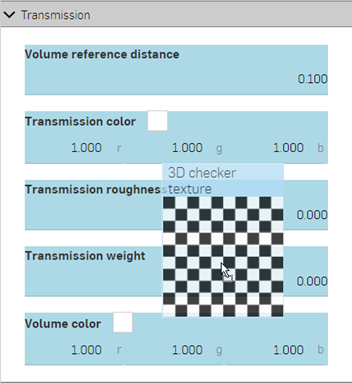 Transmission
Volume reference distance
0.100
Transmission color
1.000 r 1.000 g 1.000 b
3D checker
texture
Transmission roughness
0.000
Transmission weight
0.000
Volume color
1.000 r 1.000 g 1.000 b